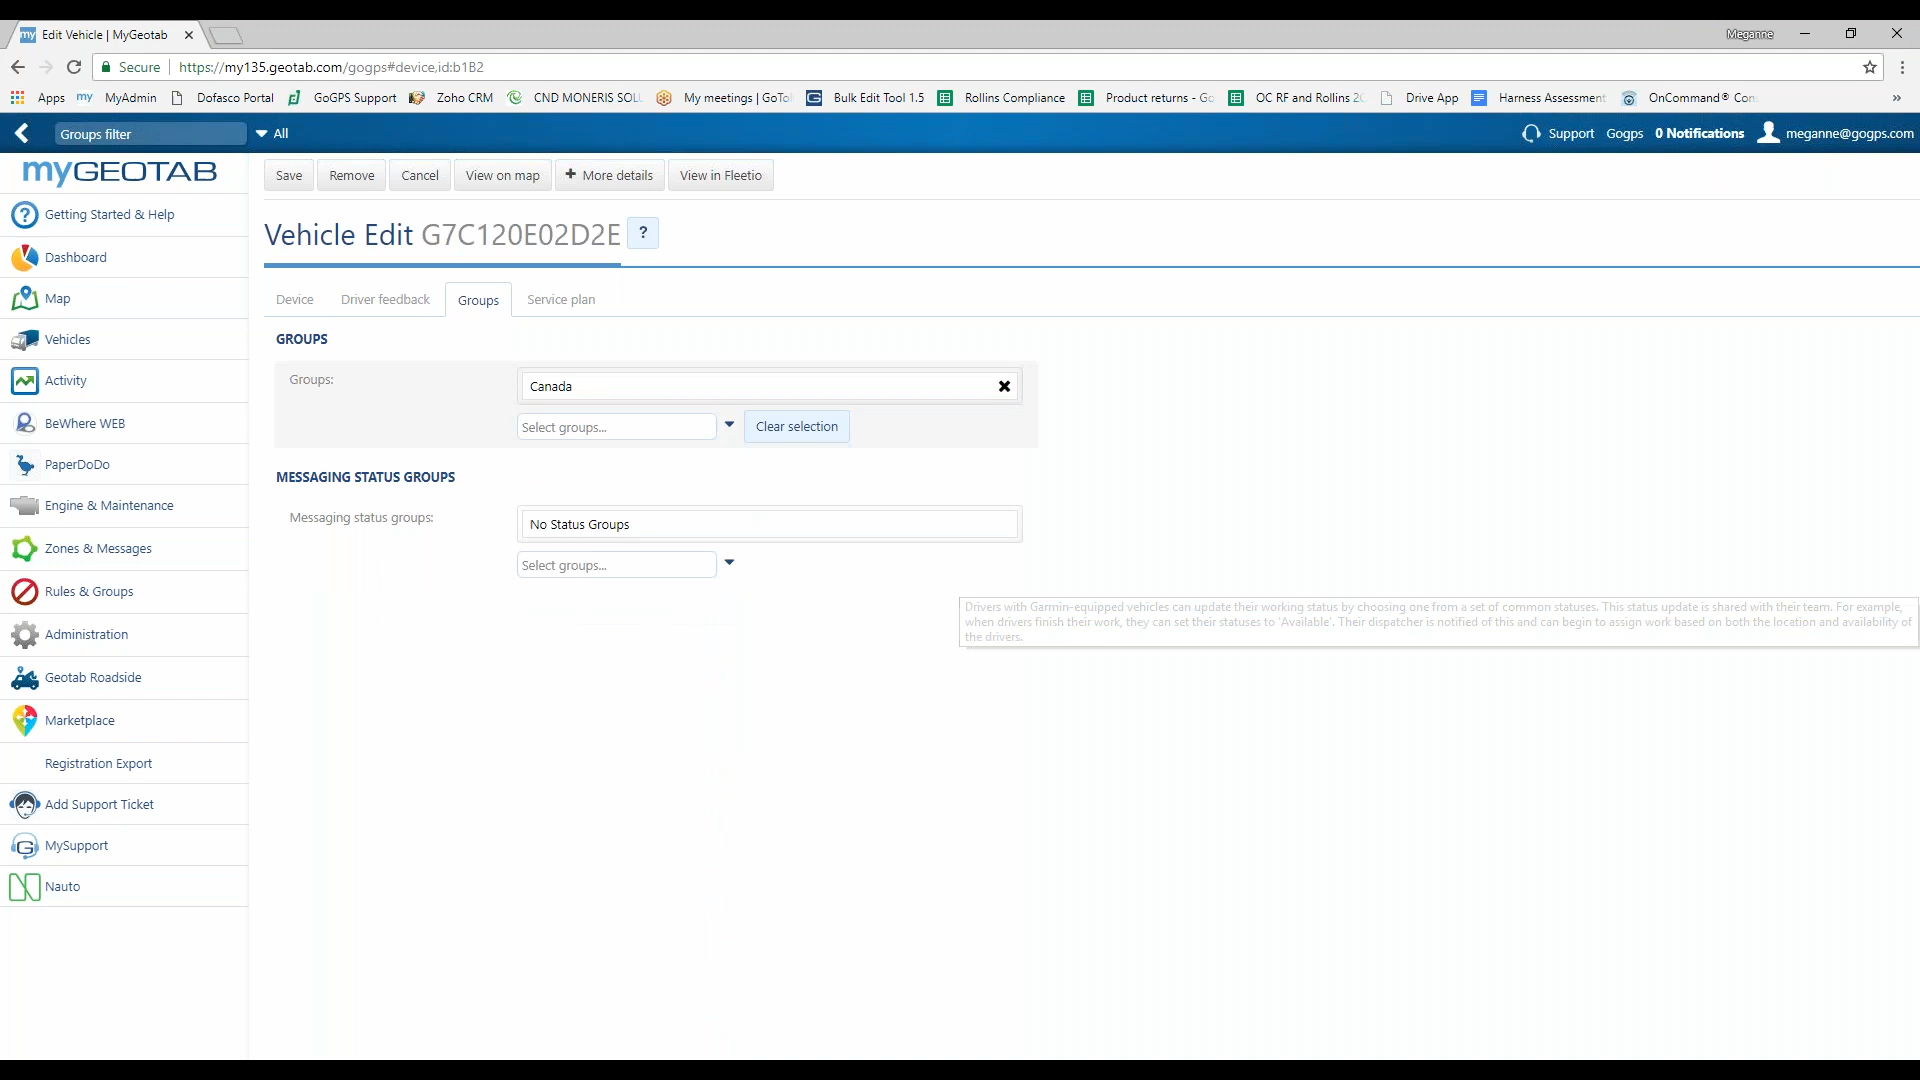 my Edit Vehicle | MyGeotab
Meganne
Secure https://my135.geotab.com/gogps#device,id:b1B2
Apps my MyAdmin Dofasco Portal GoGPS Support Zoho CRM CND MONERIS SOLU My meetings | GoTo Bulk Edit Tool 1.5 Rollins Compliance Product returns - Go OC RF and Rollins 20 Drive App Harness Assessment OnCommand® Con
Groups filter All Support Gogps 0 Notifications meganne@gogps.com
myGEOTAB
Save Remove Cancel View on map + More details View in Fleetio
Getting Started & Help
Dashboard
Map
Vehicles
Activity
BeWhere WEB
PaperDoDo
Engine & Maintenance
Zones & Messages
Rules & Groups
Administration
Geotab Roadside
Marketplace
Registration Export
Add Support Ticket
MySupport
Nauto
Vehicle Edit G7C120E02D2E ?
Device Driver feedback Groups Service plan
GROUPS
Groups: Canada
Select groups... Clear selection
MESSAGING STATUS GROUPS
Messaging status groups: No Status Groups
Select groups...
Drivers with Garmin-equipped vehicles can update their working status by choosing one from a set of common statuses. This status update is shared with their team. For example,
when drivers finish their work, they can set their statuses to 'Available'. Their dispatcher is notified of this and can begin to assign work based on both the location and availability of
the drivers.